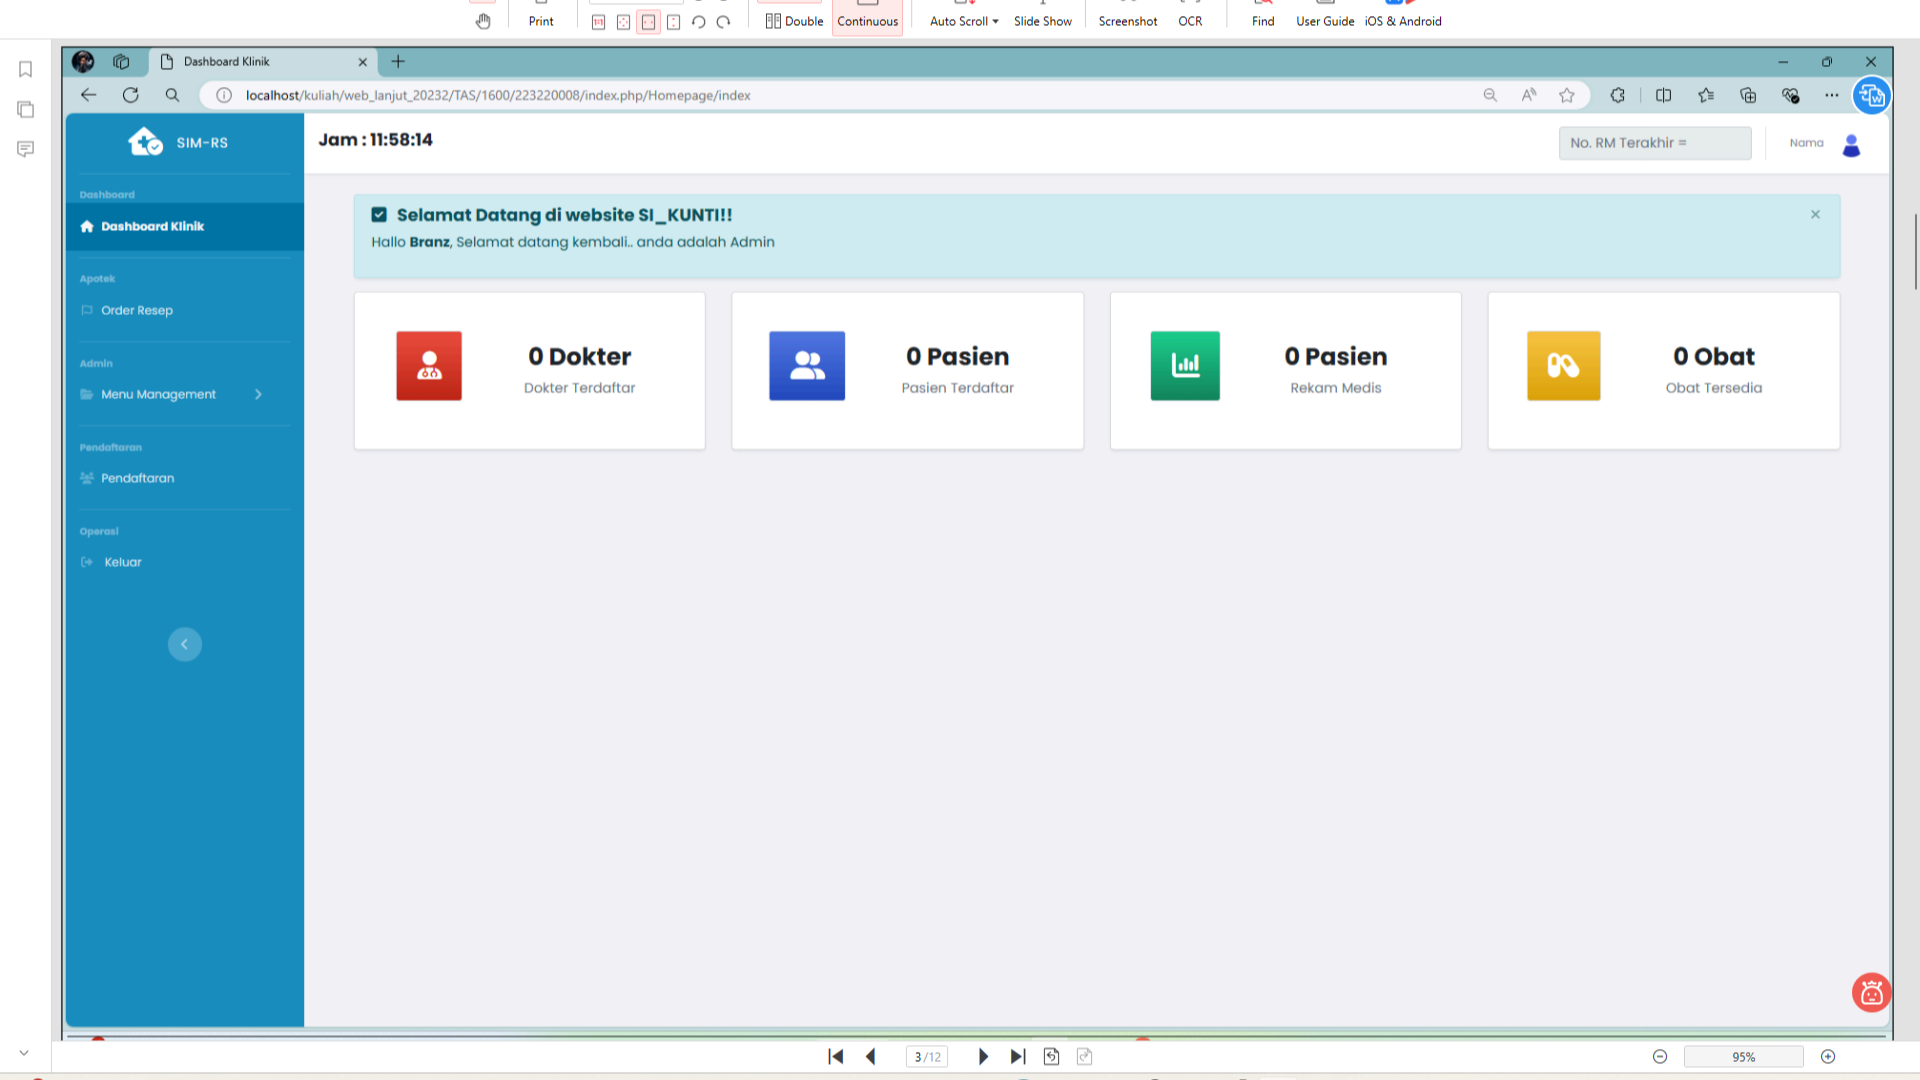 Print
Double
Continuous
Auto Scroll
Slide Show
Screenshot
OCR
Find
User Guide
iOS & Android
Dashboard Klinik
localhost/kuliah/web_lanjut_20232/TAS/1600/223220008/index.php/Homepage/index
SIM-RS
Jam : 11:58:14
No. RM Terakhir =
Nama
Dashboard
Dashboard Klinik
Apotek
Order Resep
Admin
Menu Management
Pendaftaran
Pendaftaran
Operasi
Keluar
Selamat Datang di website SI_KUNTI!!
Hallo Branz, Selamat datang kembali.. anda adalah Admin
0 Dokter
Dokter Terdaftar
0 Pasien
Pasien Terdaftar
0 Pasien
Rekam Medis
0 Obat
Obat Tersedia
3/12
95%